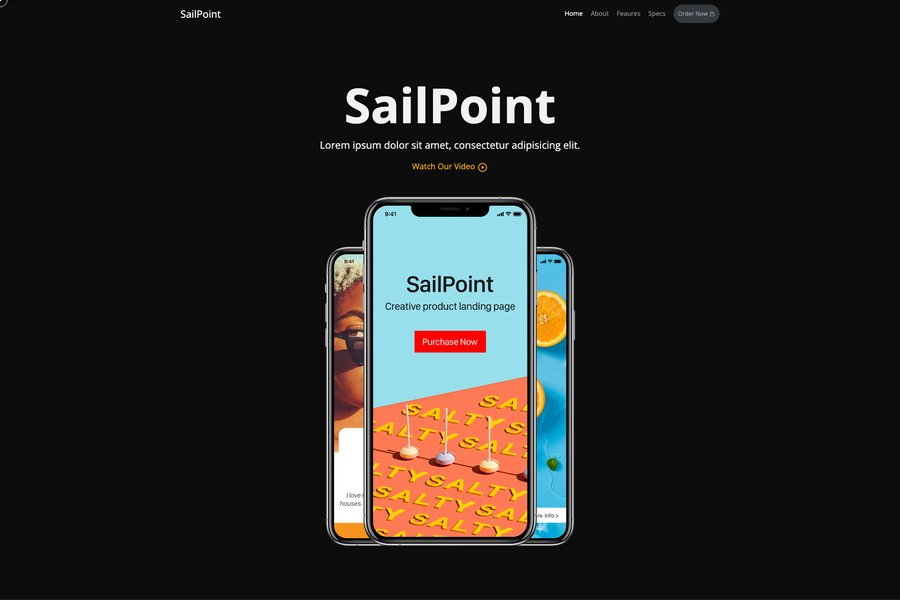 SailPoint
Home About Feaures Specs Order Now
SailPoint
Lorem ipsum dolor sit amet, consectetur adipisicing elit.
Watch Our Video
9:41
9:41
SailPoint
Creative product landing page
Purchase Now
SALTY SALTY
SALTY SALTY
SALTY SALTY
SALTY
SALTY SALTY
I love
houses.
Info >